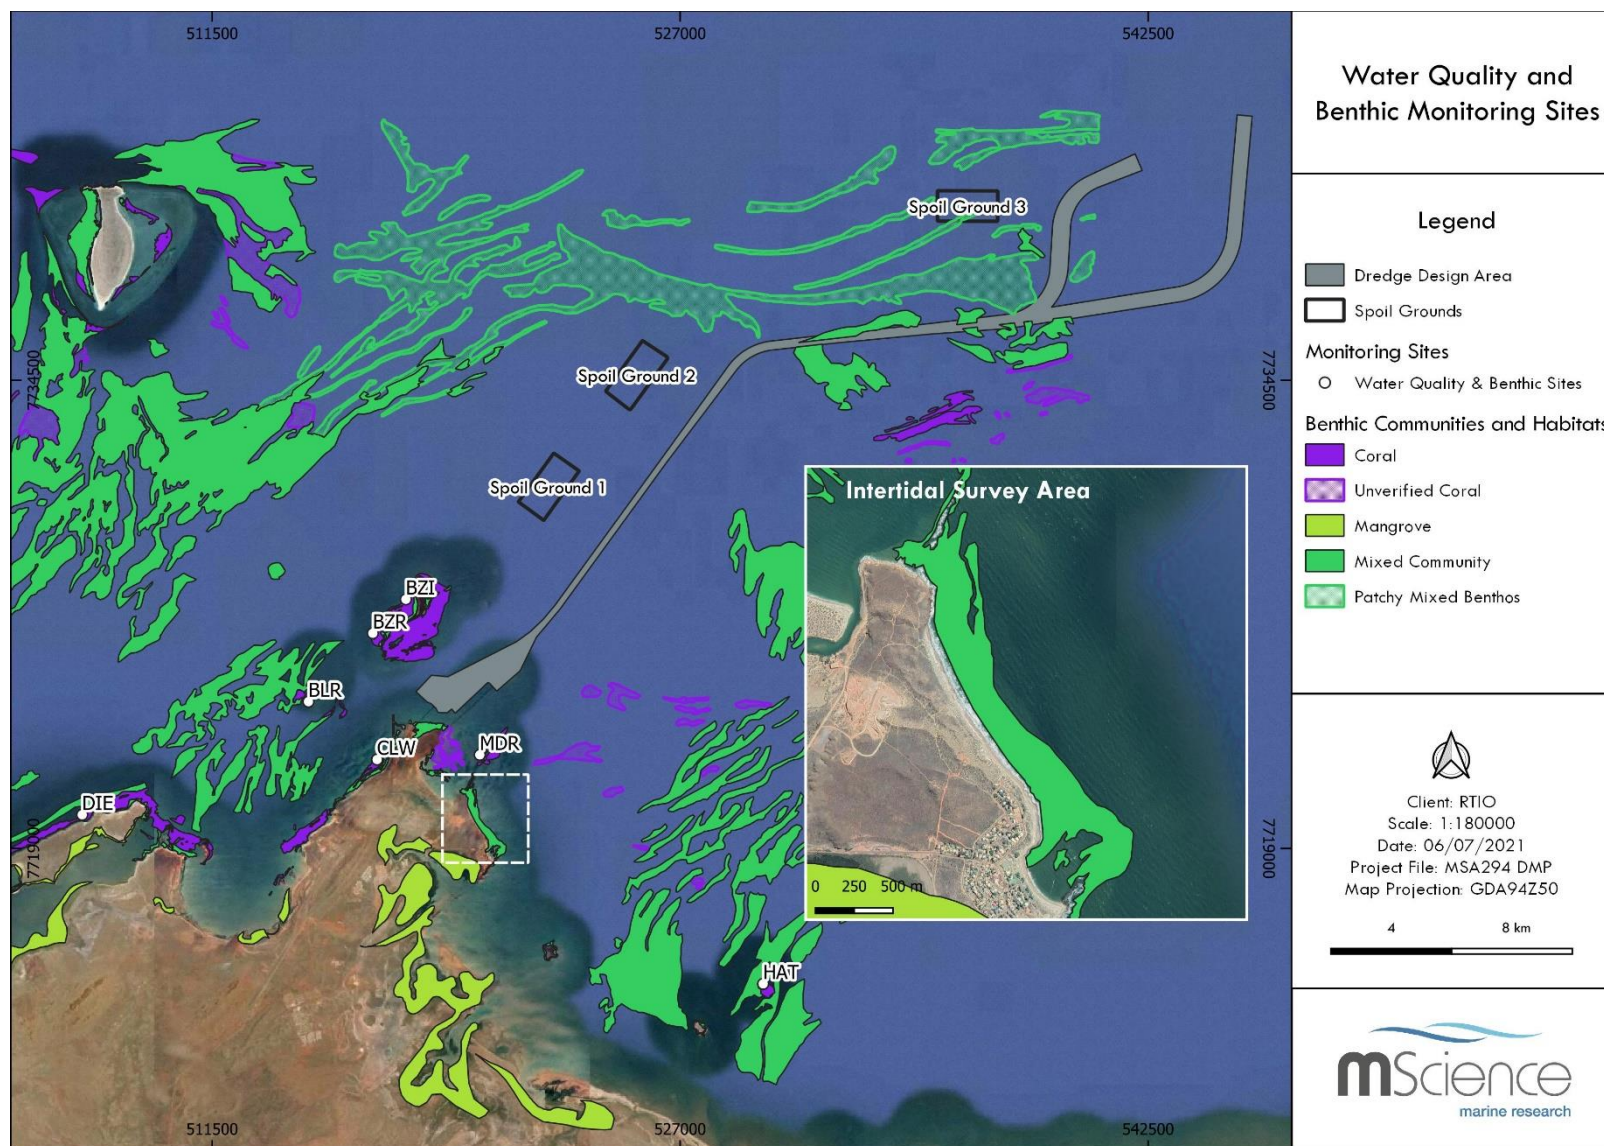 511500
527000
542500
Spoil Ground 3
7734500
7734500
Spoil Ground 2
Spoil Ground 1
BZI
BZR
BLR
CLW
MDR
DIE
7719000
7719000
HAT
511500
527000
542500
Intertidal Survey Area
0 250 500 m
Water Quality and
Benthic Monitoring Sites
Legend
Dredge Design Area
Spoil Grounds
Monitoring Sites
Water Quality & Benthic Sites
Benthic Communities and Habitats
Coral
Unverified Coral
Mangrove
Mixed Community
Patchy Mixed Benthos
Client: RTIO
Scale: 1:180000
Date: 06/07/2021
Project File: MSA294 DMP
Map Projection: GDA94Z50
4 8 km
mScience
marine research